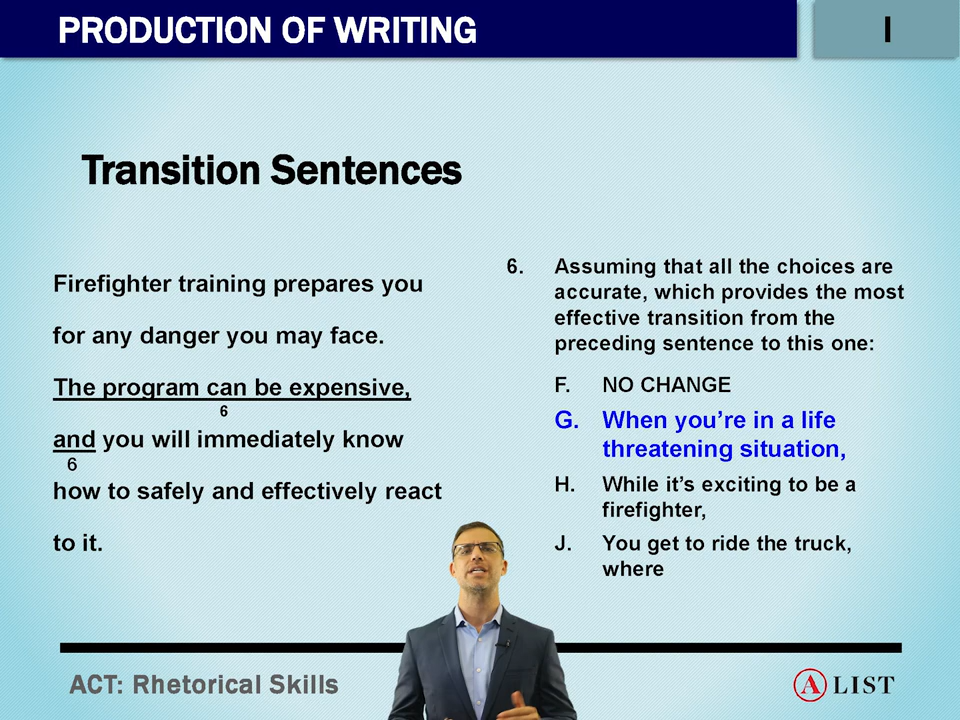 PRODUCTION OF WRITING
I
Transition Sentences
Firefighter training prepares you
for any danger you may face.
The program can be expensive,
6
and you will immediately know
6
how to safely and effectively react
to it.
6. Assuming that all the choices are
accurate, which provides the most
effective transition from the
preceding sentence to this one:
F. NO CHANGE
G. When you're in a life
threatening situation,
H. While it's exciting to be a
firefighter,
J. You get to ride the truck,
where
ACT: Rhetorical Skills
A LIST